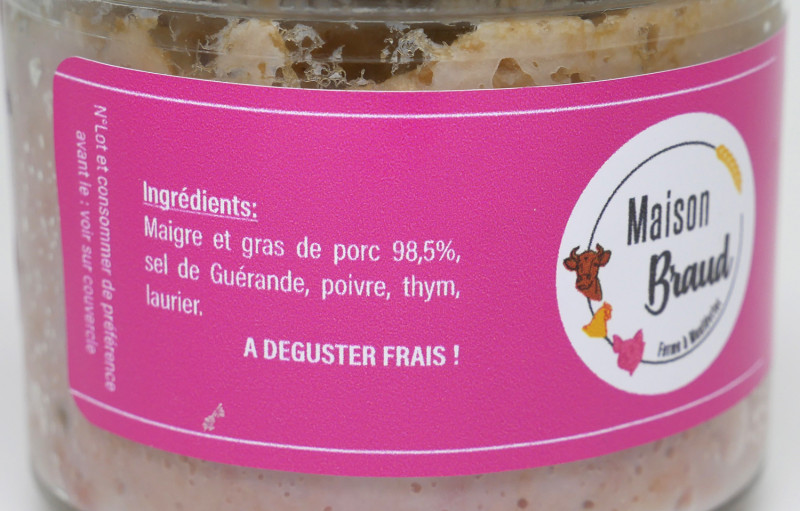 N°Lot et consommer de préférence
avant le : voir sur couvercle
Ingrédients:
Maigre et gras de porc 98,5%,
sel de Guérande, poivre, thym,
laurier.
A DEGUSTER FRAIS !
Maison
Braud
Ferme à